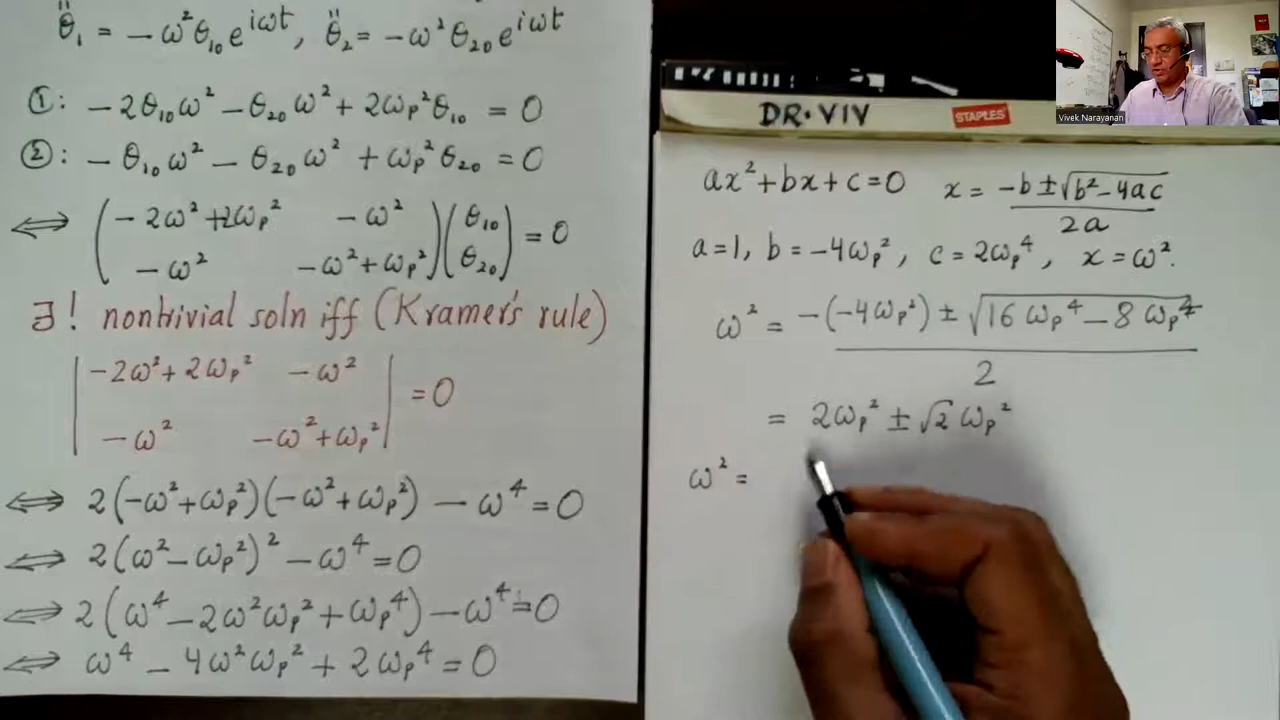 θ̈₁ = −ω²θ₁₀e^{iωt}, θ̈₂ = −ω²θ₂₀e^{iωt}
①: −2θ₁₀ω² − θ₂₀ω² + 2ωₚ²θ₁₀ = 0
②: −θ₁₀ω² − θ₂₀ω² + ωₚ²θ₂₀ = 0
⟺ (−2ω²+2ωₚ² −ω²) (θ₁₀) = 0
(−ω² −ω²+ωₚ²) (θ₂₀)
∃! nontrivial soln iff (Kramer's rule)
|−2ω²+2ωₚ² −ω²| = 0
|−ω² −ω²+ωₚ²|
⟺ 2(−ω²+ωₚ²)(−ω²+ωₚ²) − ω⁴ = 0
⟺ 2(ω²−ωₚ²)² − ω⁴ = 0
⟺ 2(ω⁴ − 2ω²ωₚ² + ωₚ⁴) − ω⁴ = 0
⟺ ω⁴ − 4ω²ωₚ² + 2ωₚ⁴ = 0
DR. VIV
STAPLES
Vivek Narayanan
ax²+bx+c=0 x = −b±√b²−4ac
2a
a=1, b=−4ωₚ², c=2ωₚ⁴, x=ω².
ω² = −(−4ωₚ²) ± √16ωₚ⁴−8ωₚ⁴
2
= 2ωₚ² ± √2 ωₚ²
ω² =